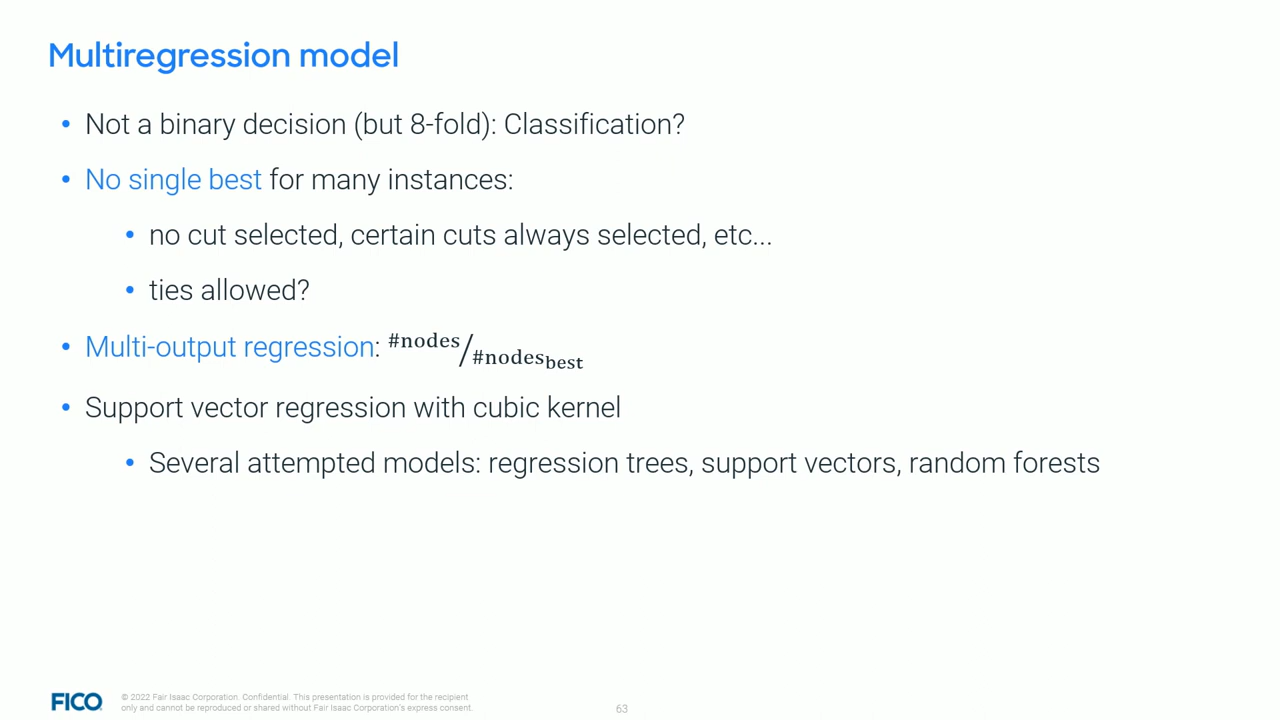 Multiregression model
• Not a binary decision (but 8-fold): Classification?
• No single best for many instances:
• no cut selected, certain cuts always selected, etc...
• ties allowed?
• Multi-output regression: #nodes/#nodesbest
• Support vector regression with cubic kernel
• Several attempted models: regression trees, support vectors, random forests
FICO
© 2022 Fair Isaac Corporation. Confidential. This presentation is provided for the recipient
only and cannot be reproduced or shared without Fair Isaac Corporation's express consent.
63